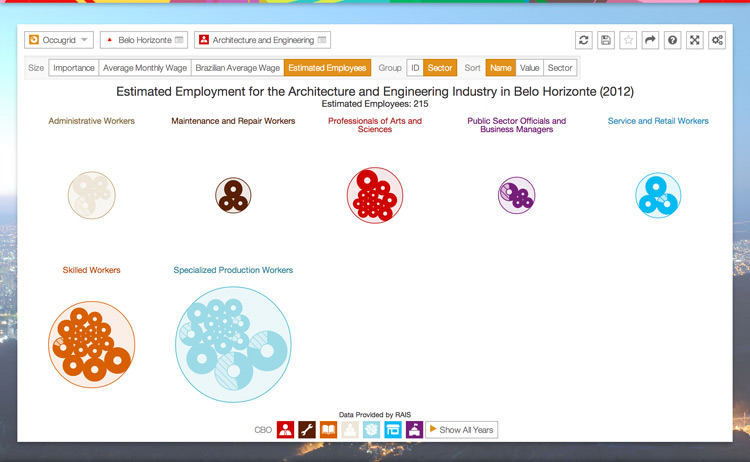 Occugrid
Belo Horizonte
Architecture and Engineering
Size Importance Average Monthly Wage Brazilian Average Wage Estimated Employees Group ID Sector Sort Name Value Sector
Estimated Employment for the Architecture and Engineering Industry in Belo Horizonte (2012)
Estimated Employees: 215
Administrative Workers
Maintenance and Repair Workers
Professionals of Arts and
Sciences
Public Sector Officials and
Business Managers
Service and Retail Workers
Skilled Workers
Specialized Production Workers
Data Provided by RAIS
CBO Show All Years